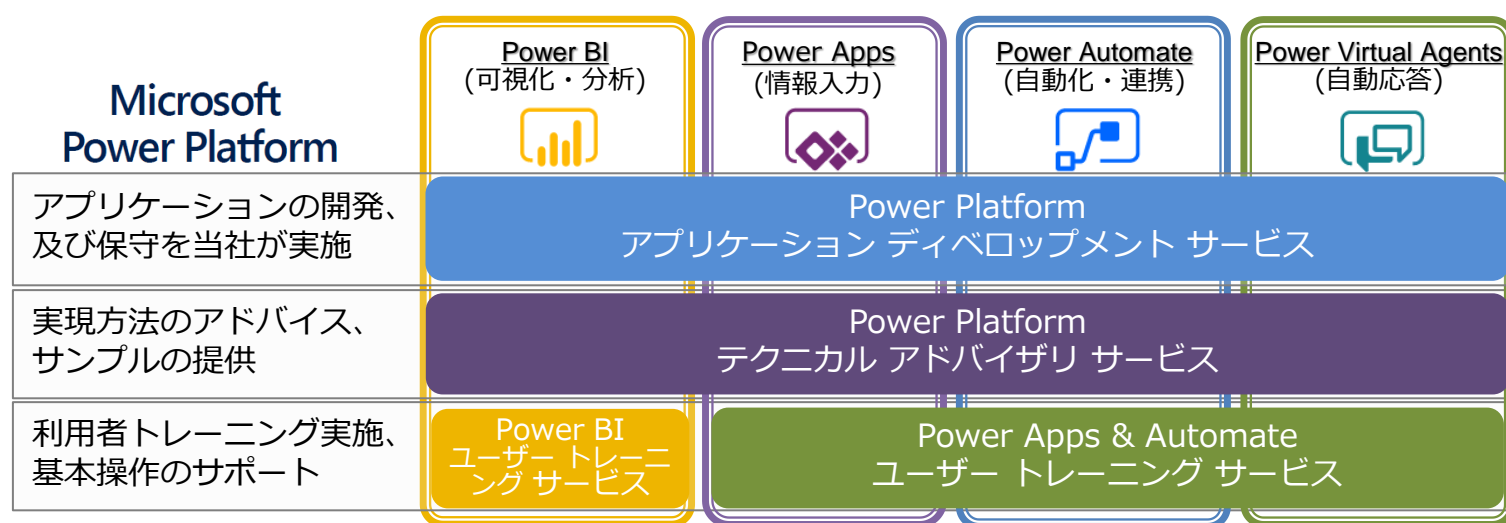 Microsoft
Power Platform
Power BI
(可視化・分析)
Power Apps
(情報入力)
Power Automate
(自動化・連携)
Power Virtual Agents
(自動応答)
アプリケーションの開発、
及び保守を当社が実施
Power Platform
アプリケーション ディベロップメント サービス
実現方法のアドバイス、
サンプルの提供
Power Platform
テクニカル アドバイザリ サービス
利用者トレーニング実施、
基本操作のサポート
Power BI
ユーザー トレーニ
ング サービス
Power Apps & Automate
ユーザー トレーニング サービス